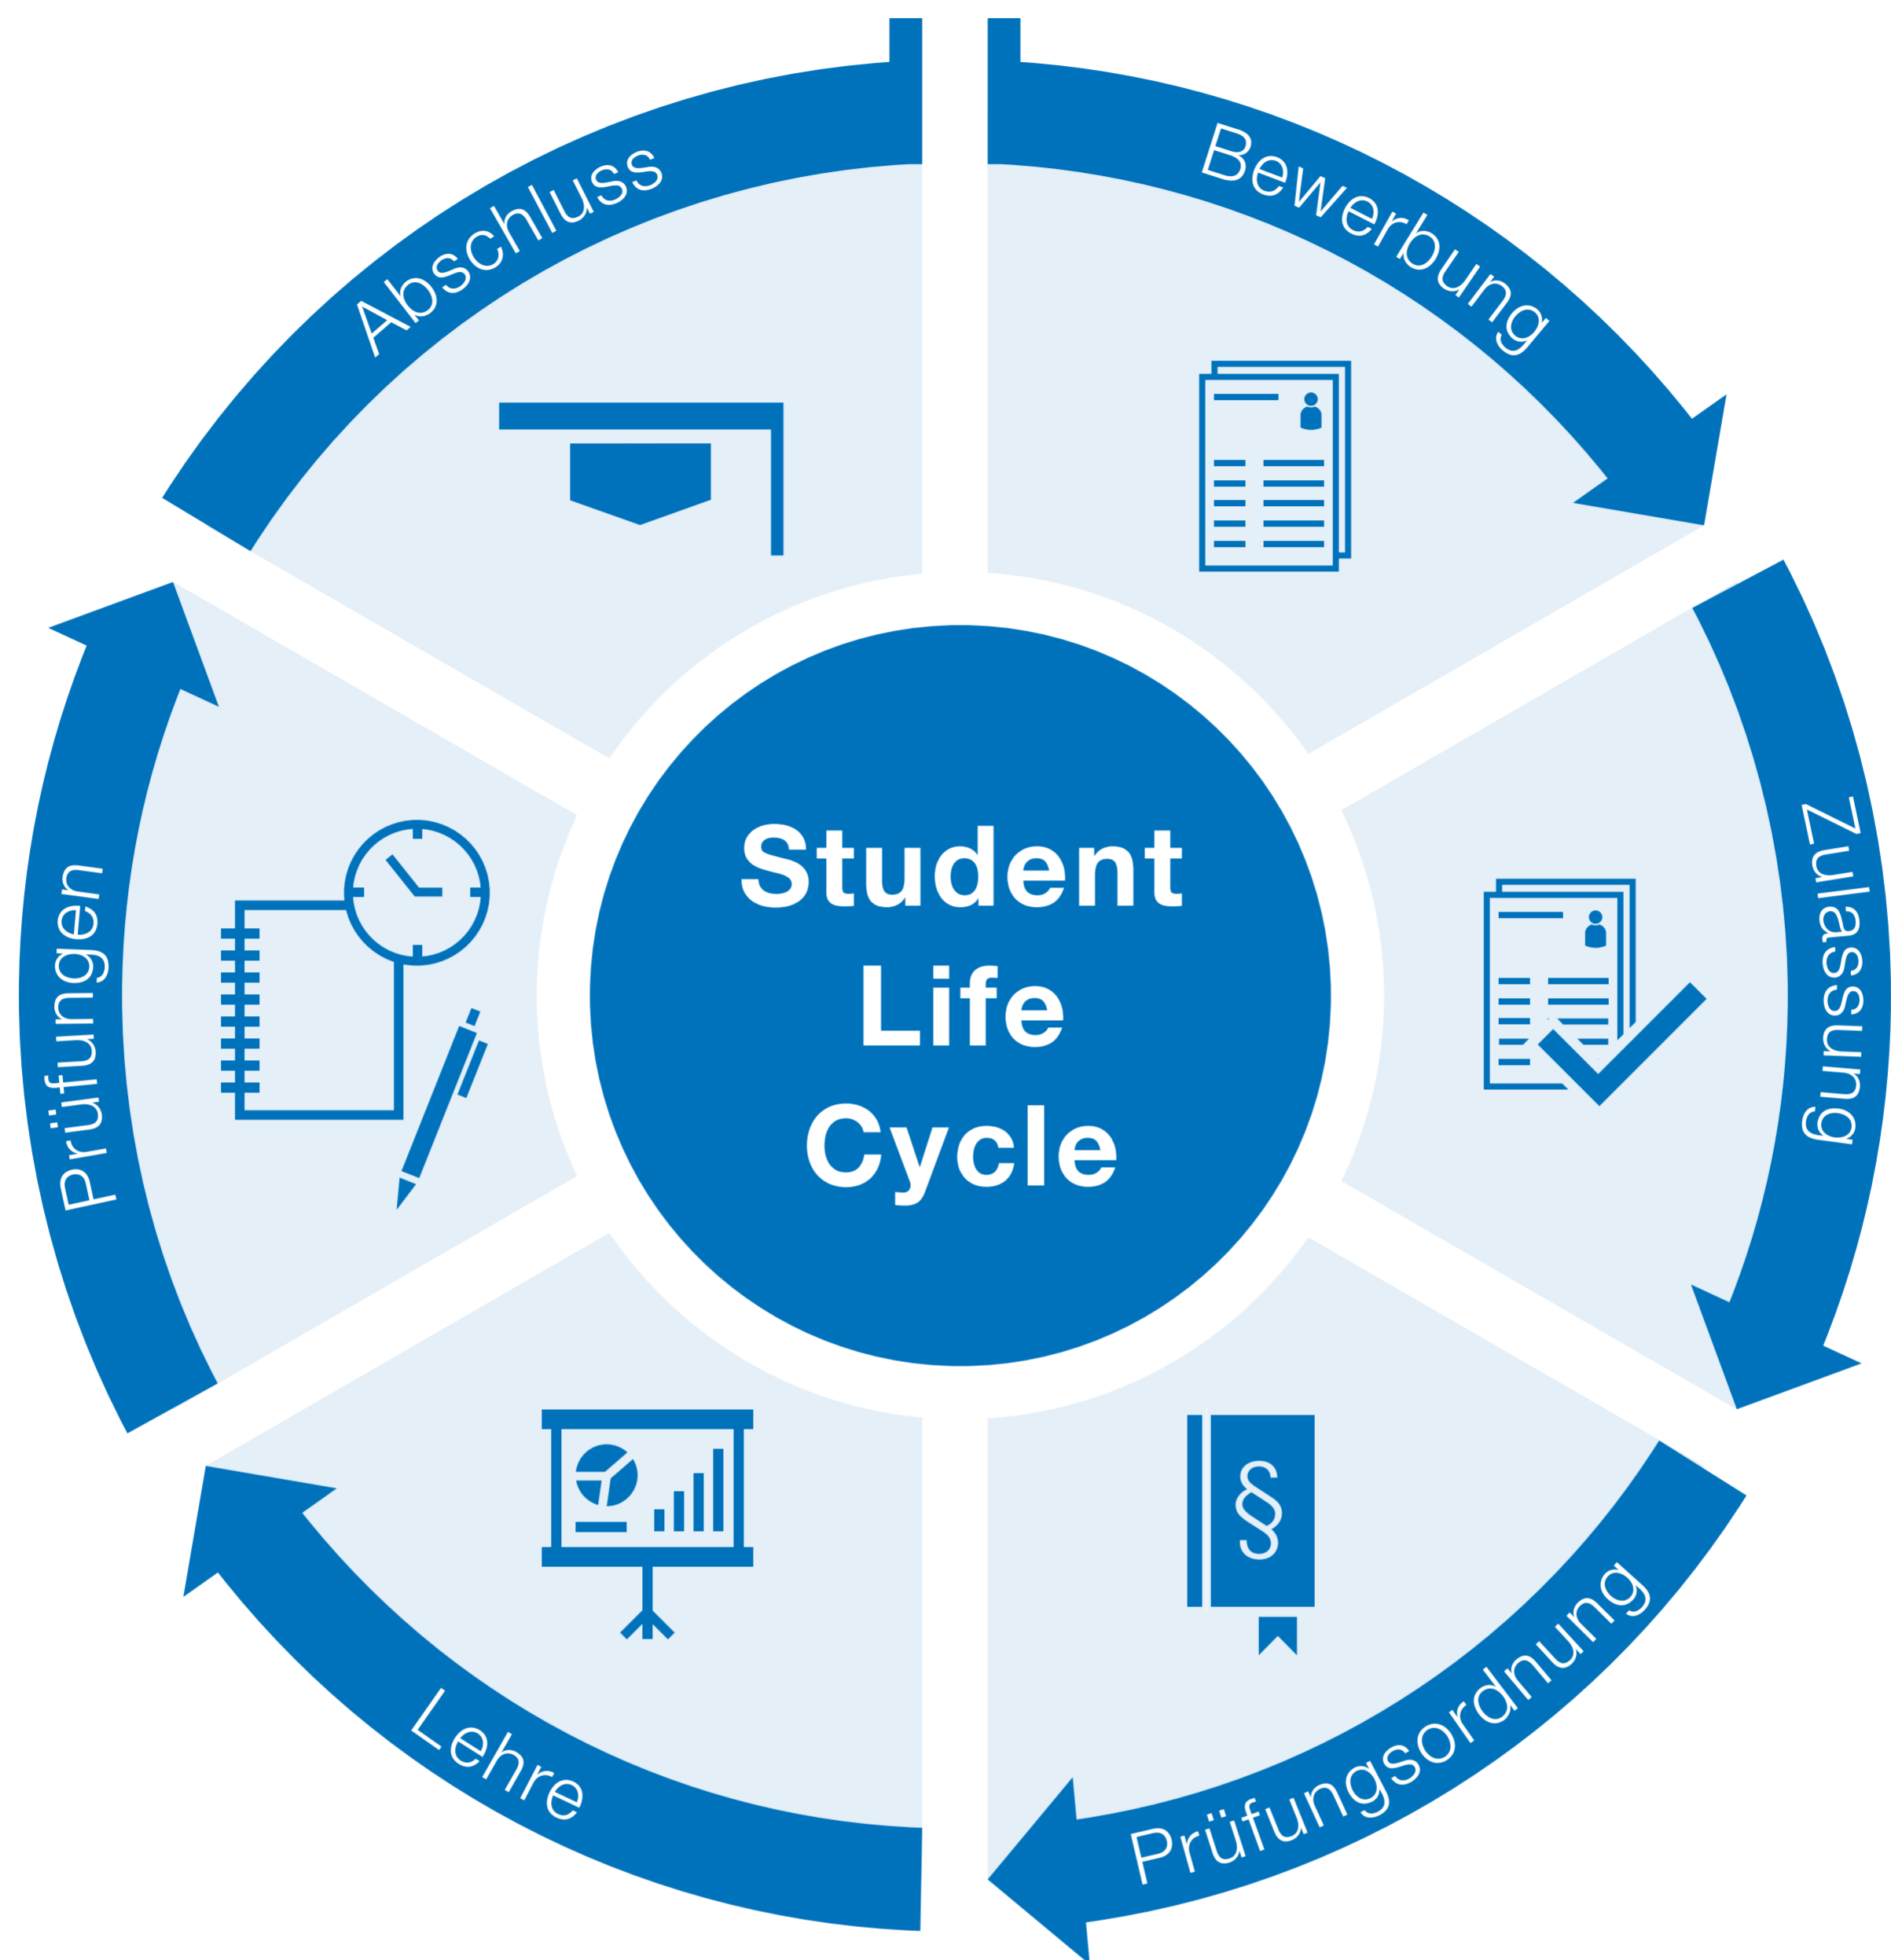 Student
Life
Cycle
Bewerbung
Zulassung
Prüfungsordnung
Lehre
Prüfungen
Abschluss
§